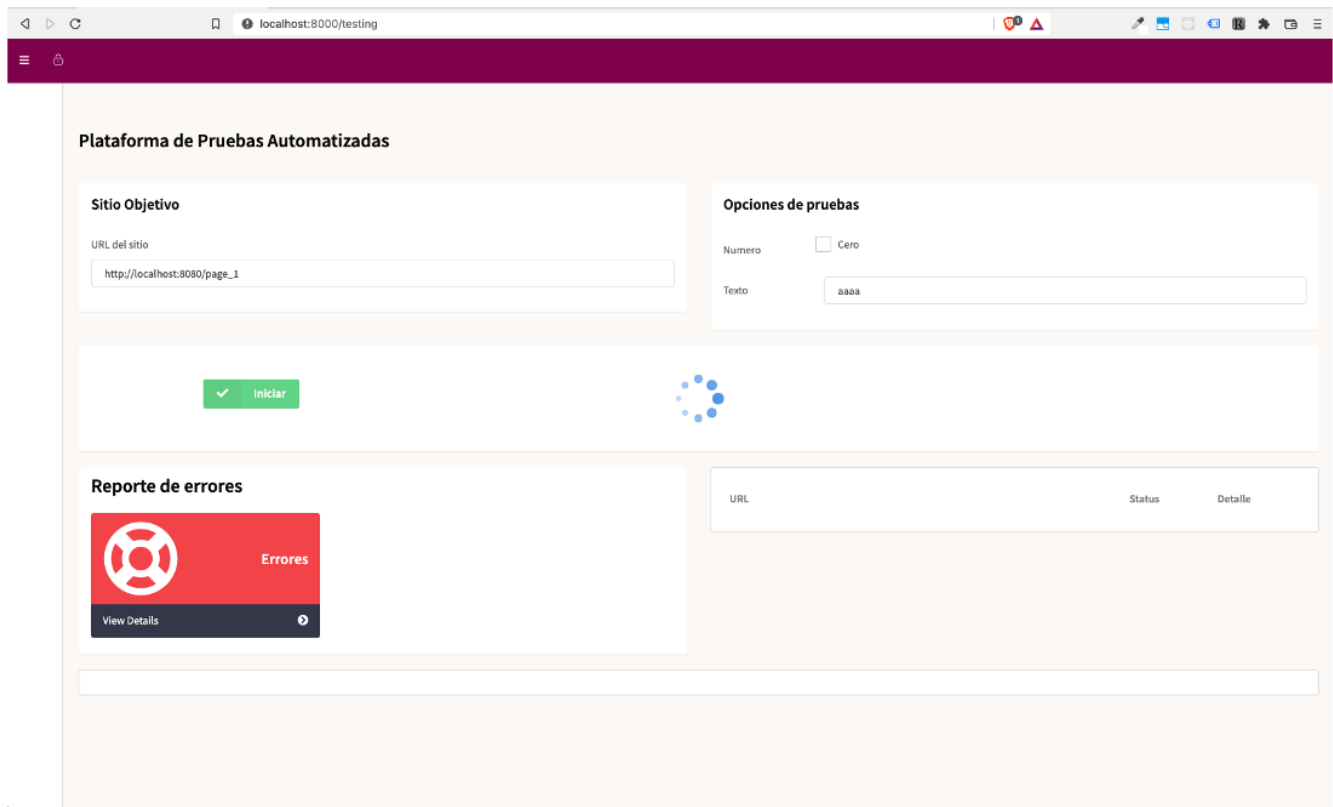 localhost:8000/testing
Plataforma de Pruebas Automatizadas
Sitio Objetivo
URL del sitio
http://localhost:8080/page_1
Opciones de pruebas
Numero
Cero
Texto
aaaa
Iniciar
Reporte de errores
Errores
View Details
URL Status Detalle